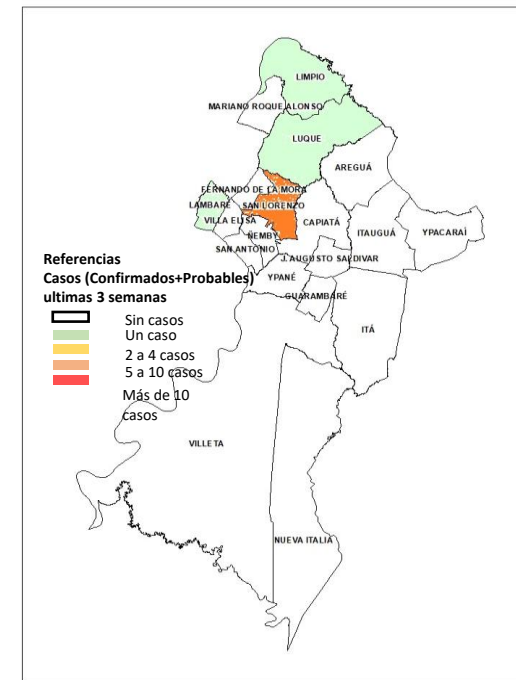 LIMPIO
MARIANO ROQUE ALONSO
LUQUE
AREGUÁ
FERNANDO DE LA MORA
LAMBARÉ
SAN LORENZO
VILLA ELISA
CAPIATÁ
ITAUGUÁ
YPACARAÍ
ÑEMBY
SAN ANTONIO
J.AUGUSTO SALDIVAR
YPANÉ
GUARAMBARÉ
ITÁ
Referencias
Casos (Confirmados+Probables)
ultimas 3 semanas
Sin casos
Un caso
2 a 4 casos
5 a 10 casos
Más de 10
casos
VILLETA
NUEVA ITALIA